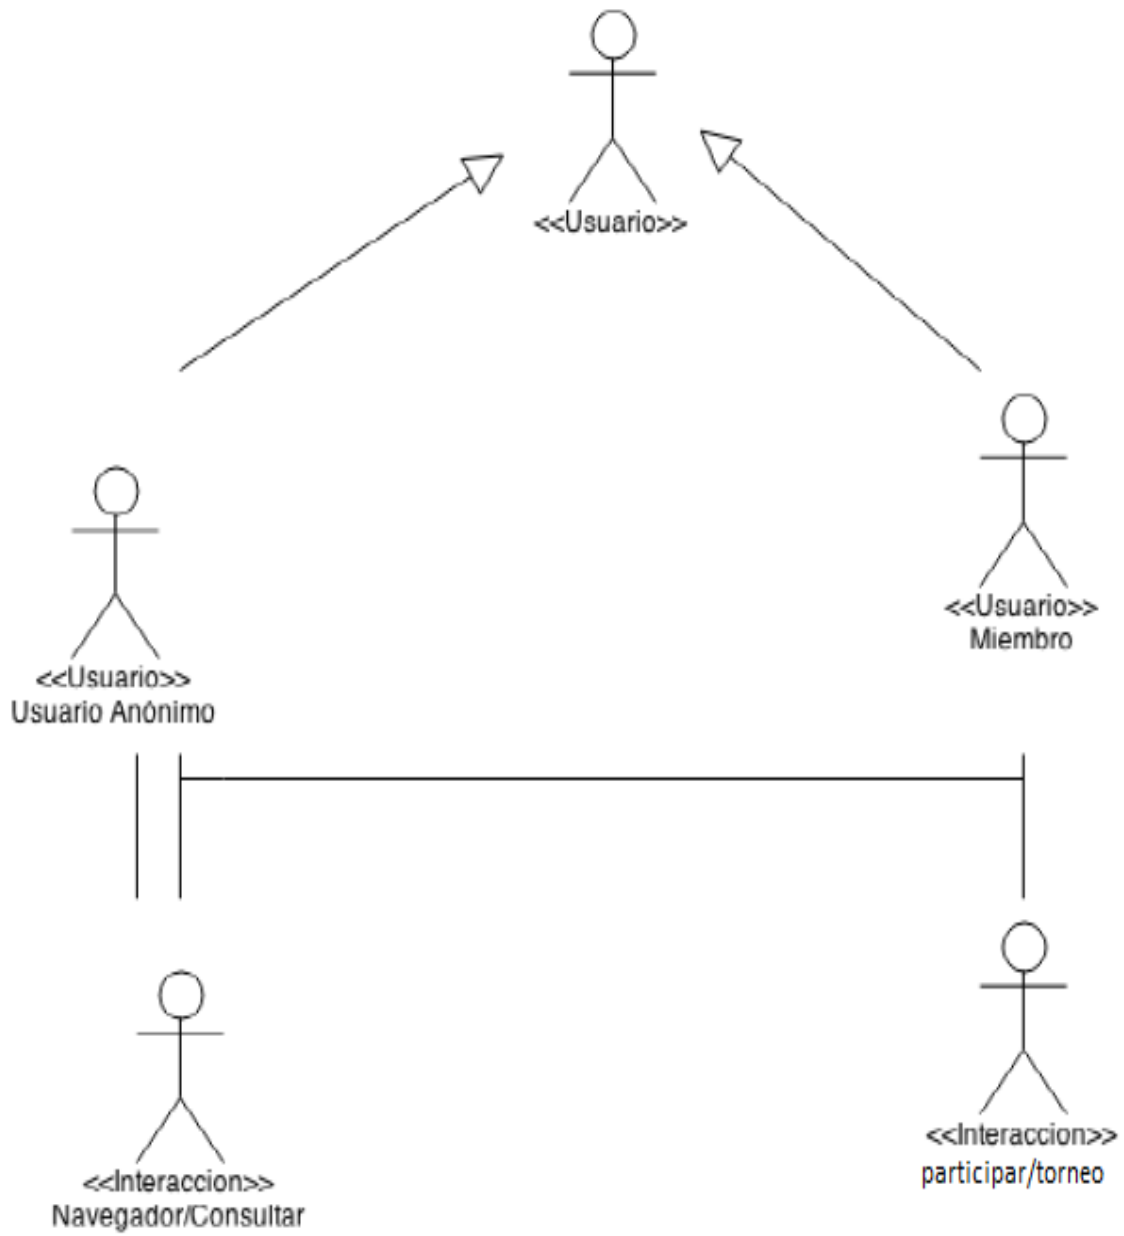 <<Usuario>>
<<Usuario>>
Miembro
<<Usuario>>
Usuario Anónimo
<<Interaccion>>
participar/torneo
<<Interaccion>>
Navegador/Consultar